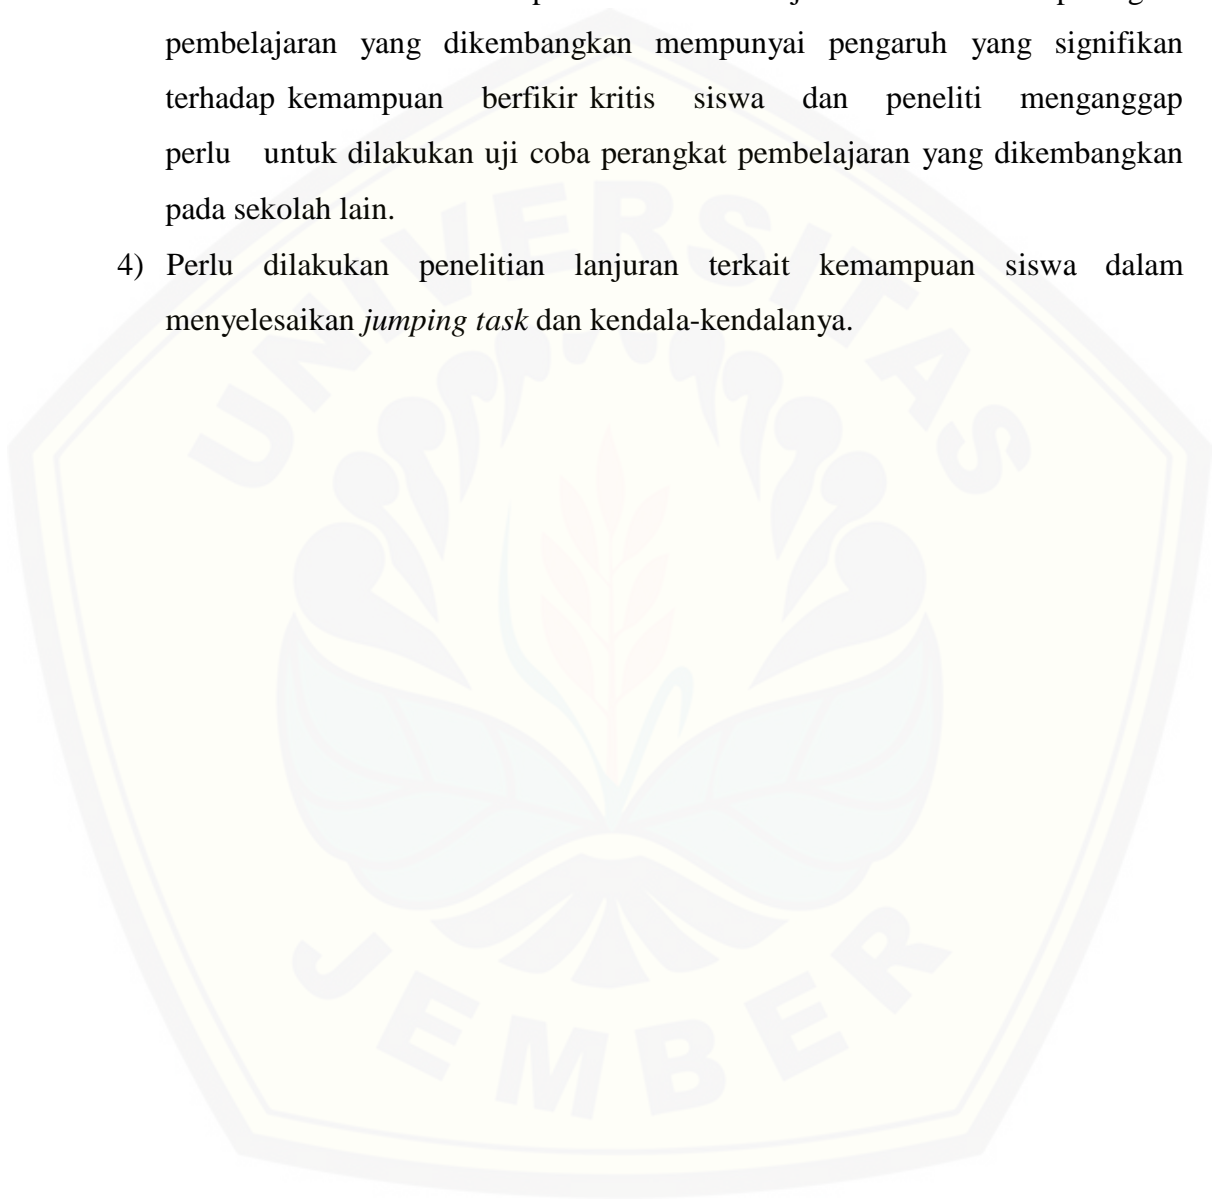 pembelajaran yang dikembangkan mempunyai pengaruh yang signifikan
terhadap kemampuan berfikir kritis siswa dan peneliti menganggap
perlu untuk dilakukan uji coba perangkat pembelajaran yang dikembangkan
pada sekolah lain.
4) Perlu dilakukan penelitian lanjuran terkait kemampuan siswa dalam
menyelesaikan jumping task dan kendala-kendalanya.
UNIVERSITAS
JEMBER